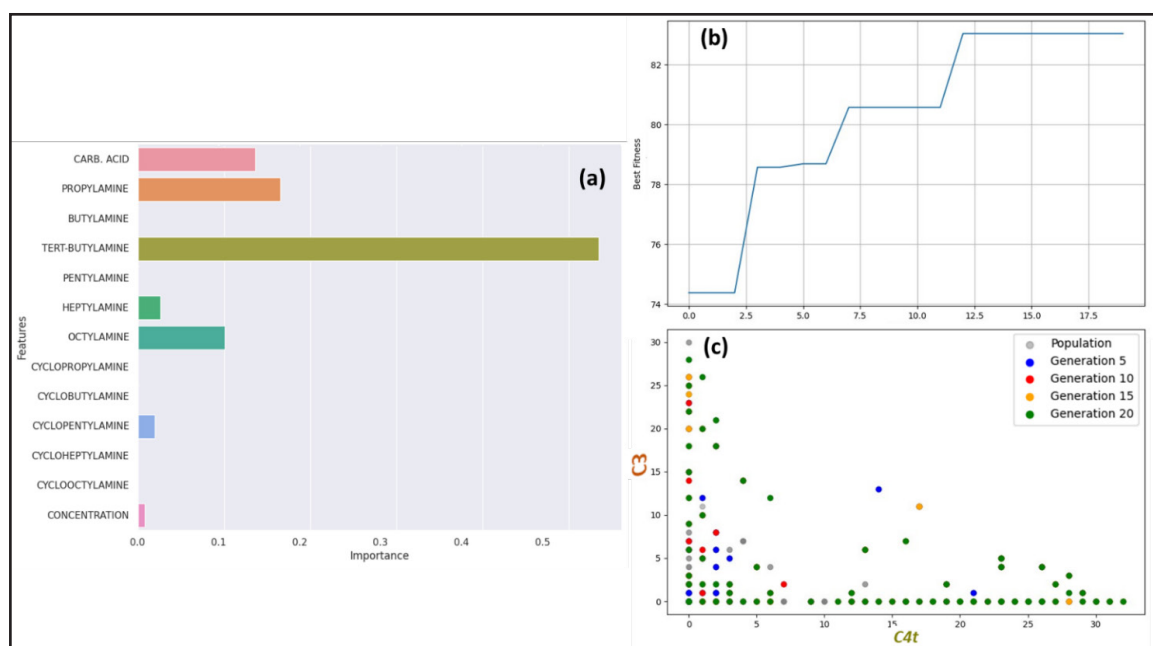 (a)
Features
CARB. ACID
PROPYLAMINE
BUTYLAMINE
TERT-BUTYLAMINE
PENTYLAMINE
HEPTYLAMINE
OCTYLAMINE
CYCLOPROPYLAMINE
CYCLOBUTYLAMINE
CYCLOPENTYLAMINE
CYCLOHEPTYLAMINE
CYCLOOCTYLAMINE
CONCENTRATION
0.0 0.1 0.2 0.3 0.4 0.5
Importance
(b)
Best Fitness
82
80
78
76
74
0.0 2.5 5.0 7.5 10.0 12.5 15.0 17.5
(c)
Population
Generation 5
Generation 10
Generation 15
Generation 20
C3
30
25
20
15
10
5
0
0 5 10 15 20 25 30
C4t